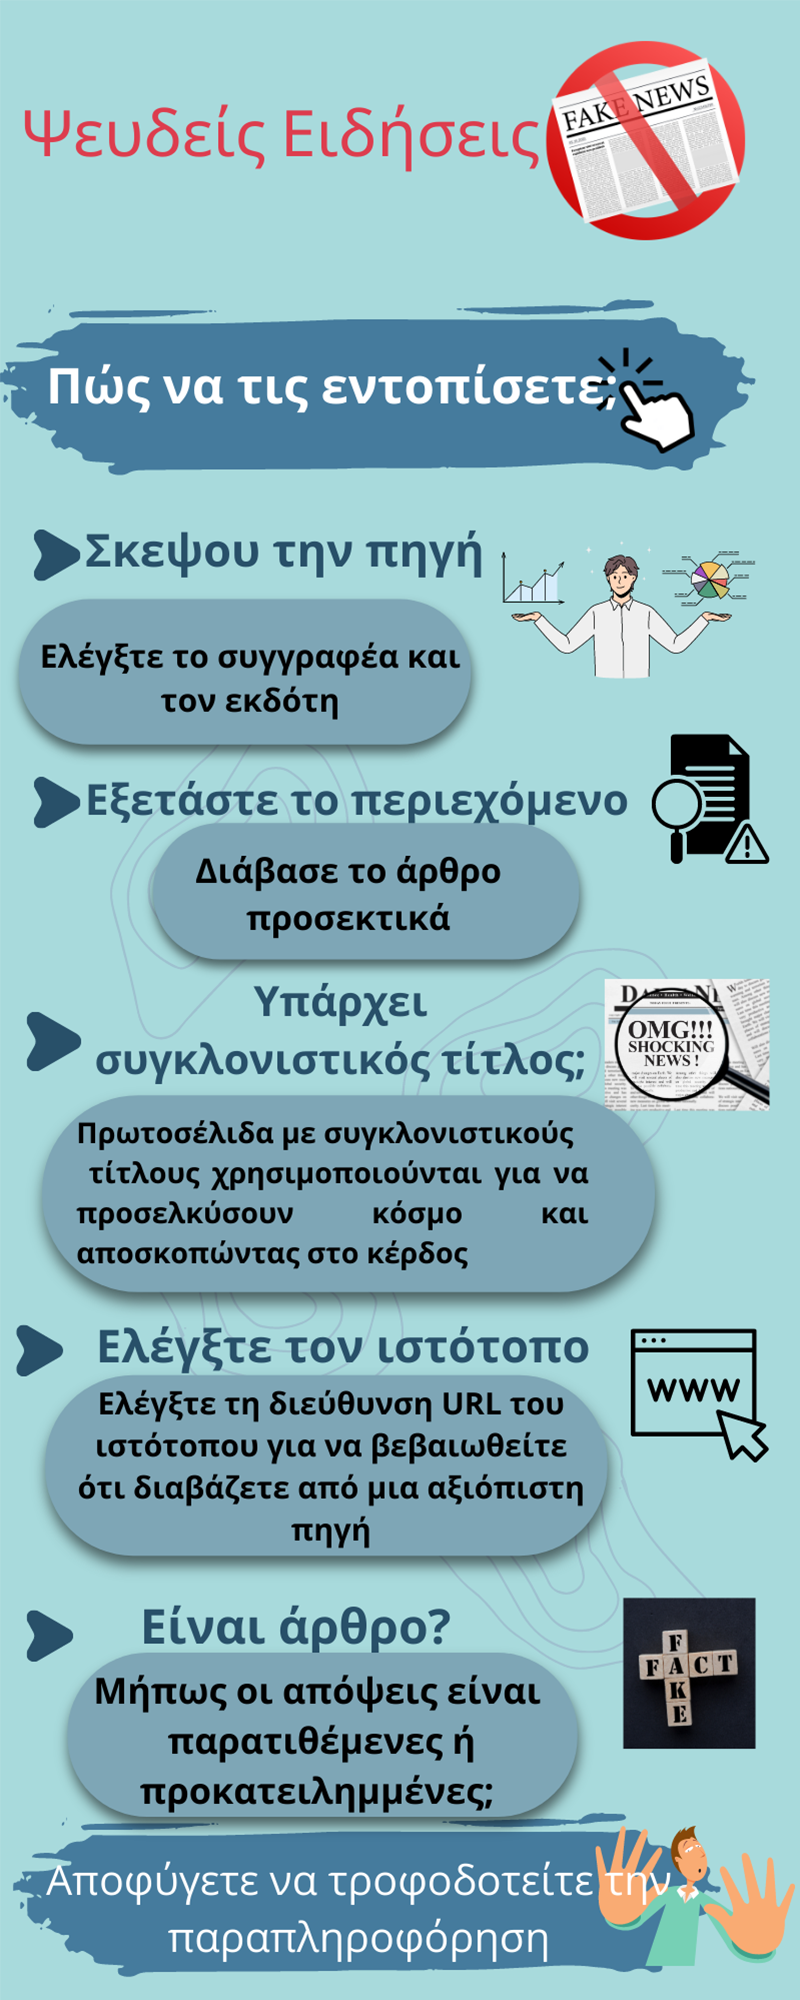 Ψευδείς Ειδήσεις
FAKE NEWS
Πώς να τις εντοπίσετε;
Σκεψου την πηγή
Ελέγξτε το συγγραφέα και
τον εκδότη
Εξετάστε το περιεχόμενο
Διάβασε το άρθρο
προσεκτικά
Υπάρχει
συγκλονιστικός τίτλος;
OMG!!!
SHOCKING
NEWS !
Πρωτοσέλιδα με συγκλονιστικούς
τίτλους χρησιμοποιούνται για να
προσελκύσουν κόσμο και
αποσκοπώντας στο κέρδος
Ελέγξτε τον ιστότοπο
WWW
Ελέγξτε τη διεύθυνση URL του
ιστότοπου για να βεβαιωθείτε
ότι διαβάζετε από μια αξιόπιστη
πηγή
Είναι άρθρο?
FACT
FAKE
Μήπως οι απόψεις είναι
παρατιθέμενες ή
προκατειλημμένες;
Αποφύγετε να τροφοδοτείτε την
παραπληροφόρηση